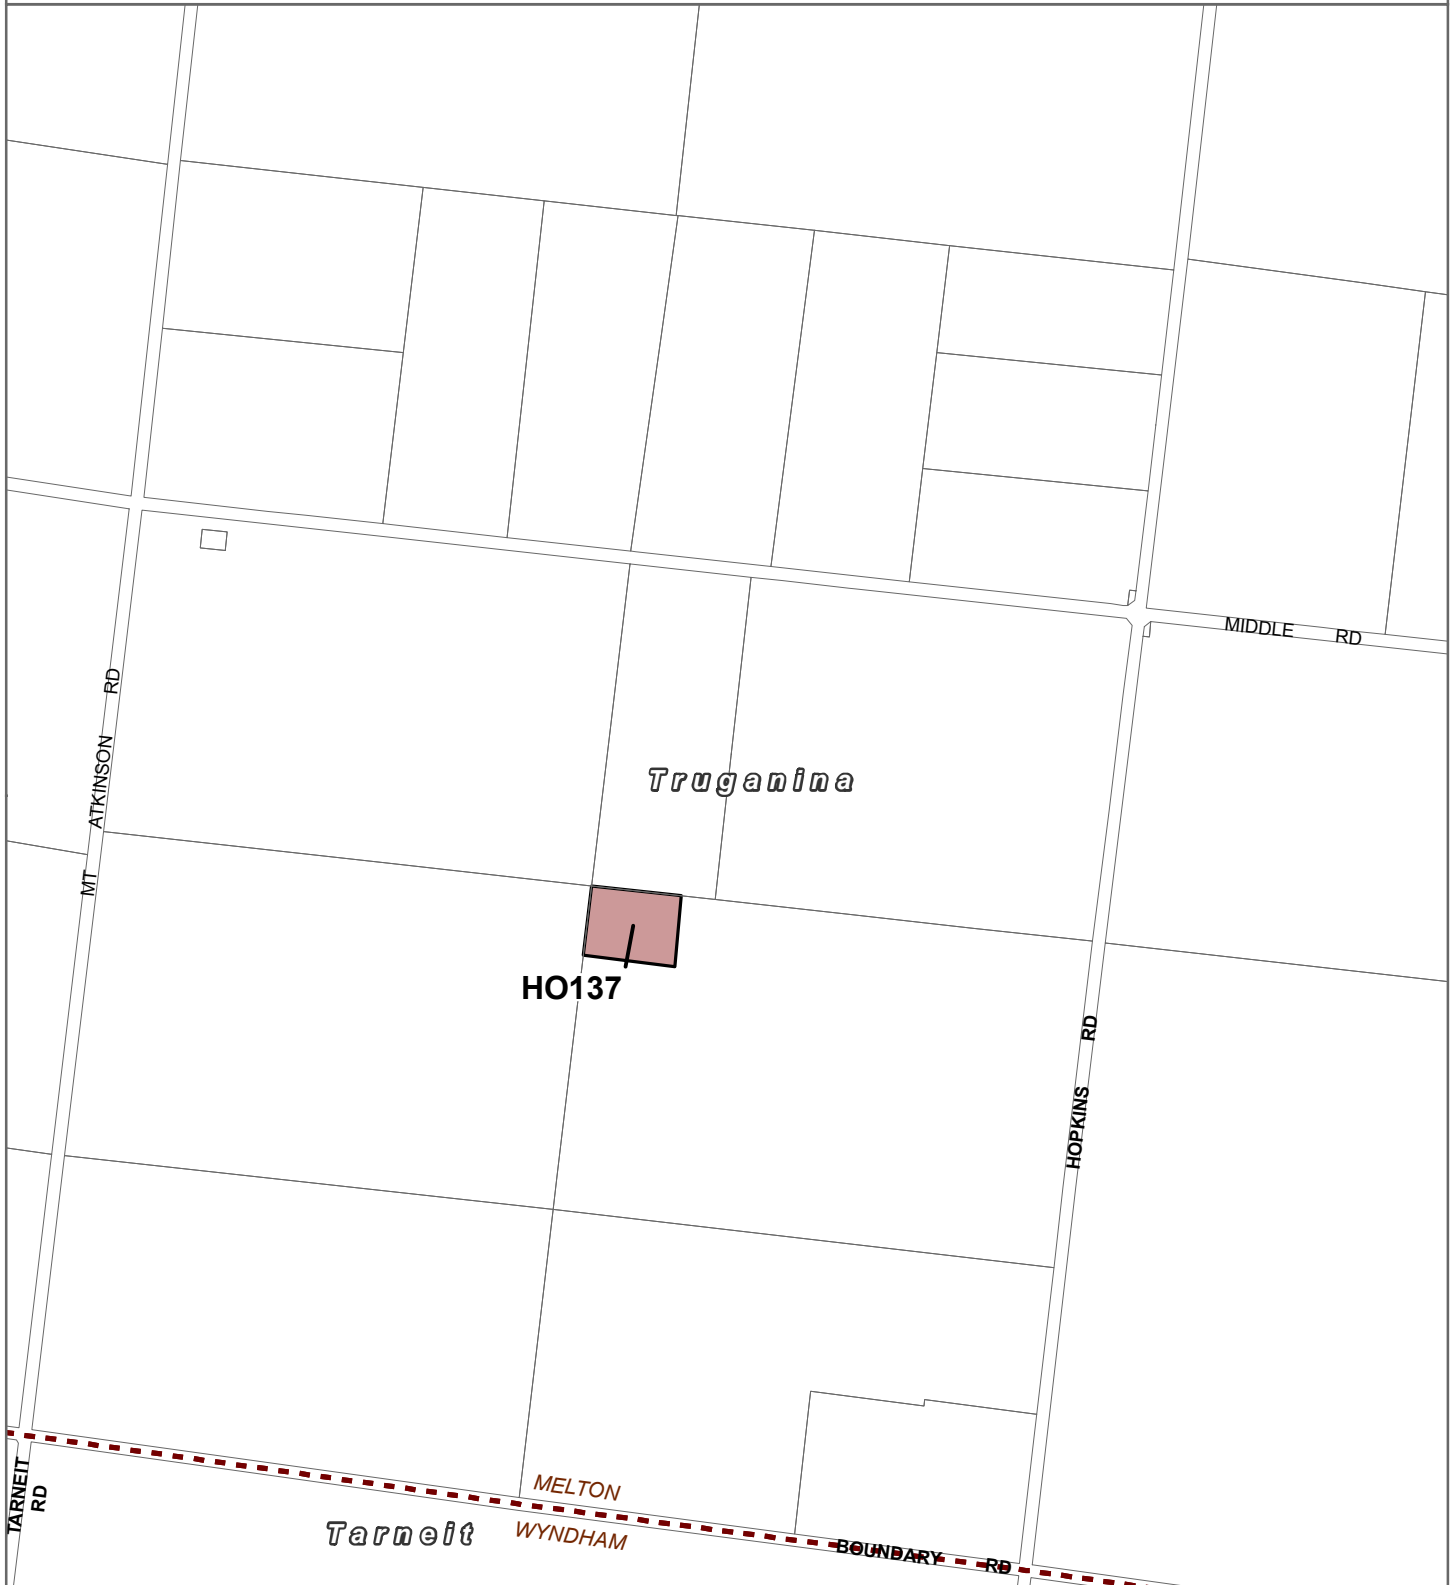 MIDDLE RD
MT ATKINSON RD
Truganina
HO137
HOPKINS RD
MELTON
TARNEIT RD
Tarneit
WYNDHAM
BOUNDARY RD